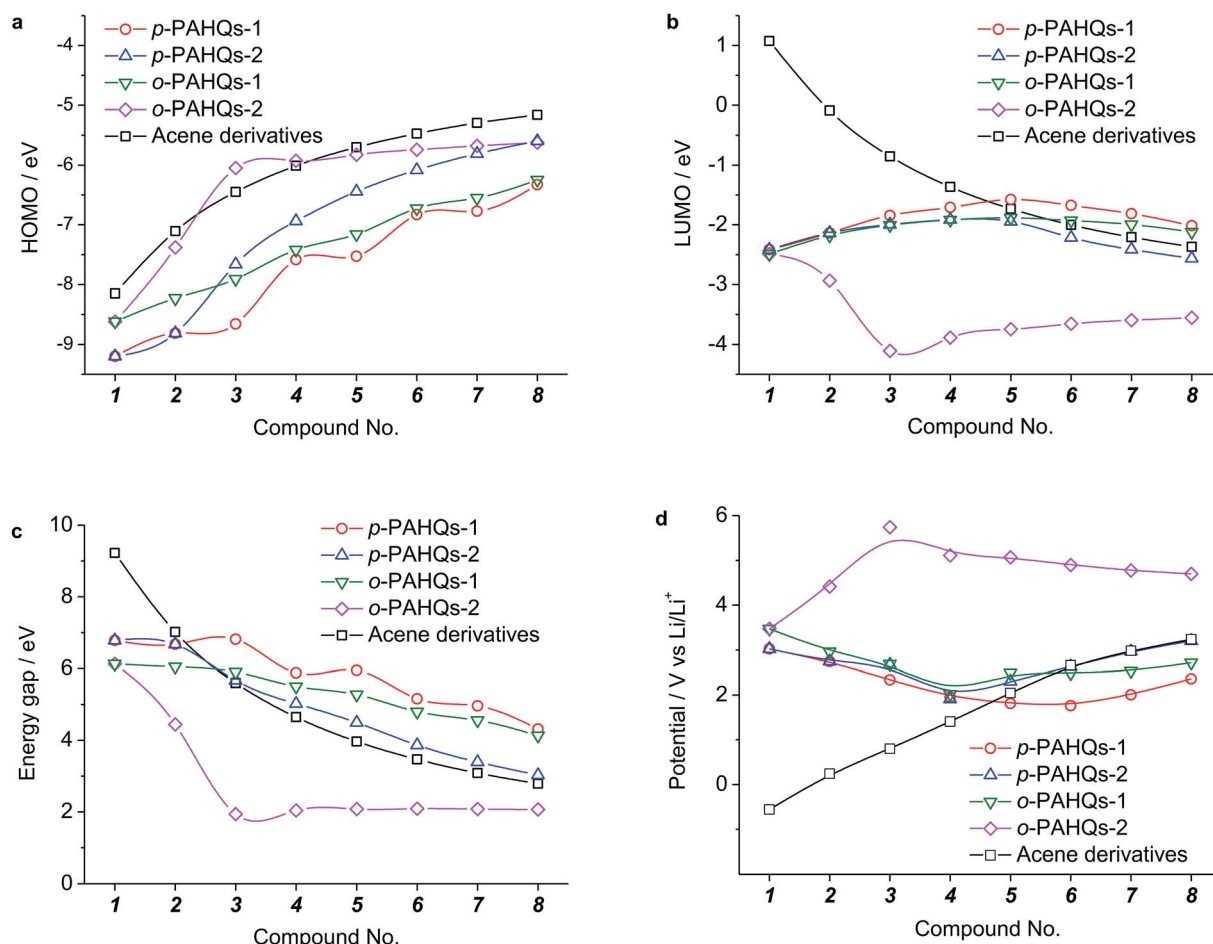 a
p-PAHQs-1
p-PAHQs-2
o-PAHQs-1
o-PAHQs-2
Acene derivatives
HOMO / eV
-4
-5
-6
-7
-8
-9
1 2 3 4 5 6 7 8
Compound No.
b
p-PAHQs-1
p-PAHQs-2
o-PAHQs-1
o-PAHQs-2
Acene derivatives
LUMO / eV
1
0
-1
-2
-3
-4
1 2 3 4 5 6 7 8
Compound No.
c
p-PAHQs-1
p-PAHQs-2
o-PAHQs-1
o-PAHQs-2
Acene derivatives
Energy gap / eV
10
8
6
4
2
0
1 2 3 4 5 6 7 8
Compound No.
d
p-PAHQs-1
p-PAHQs-2
o-PAHQs-1
o-PAHQs-2
Acene derivatives
Potential / V vs Li/Li⁺
6
4
2
0
1 2 3 4 5 6 7 8
Compound No.